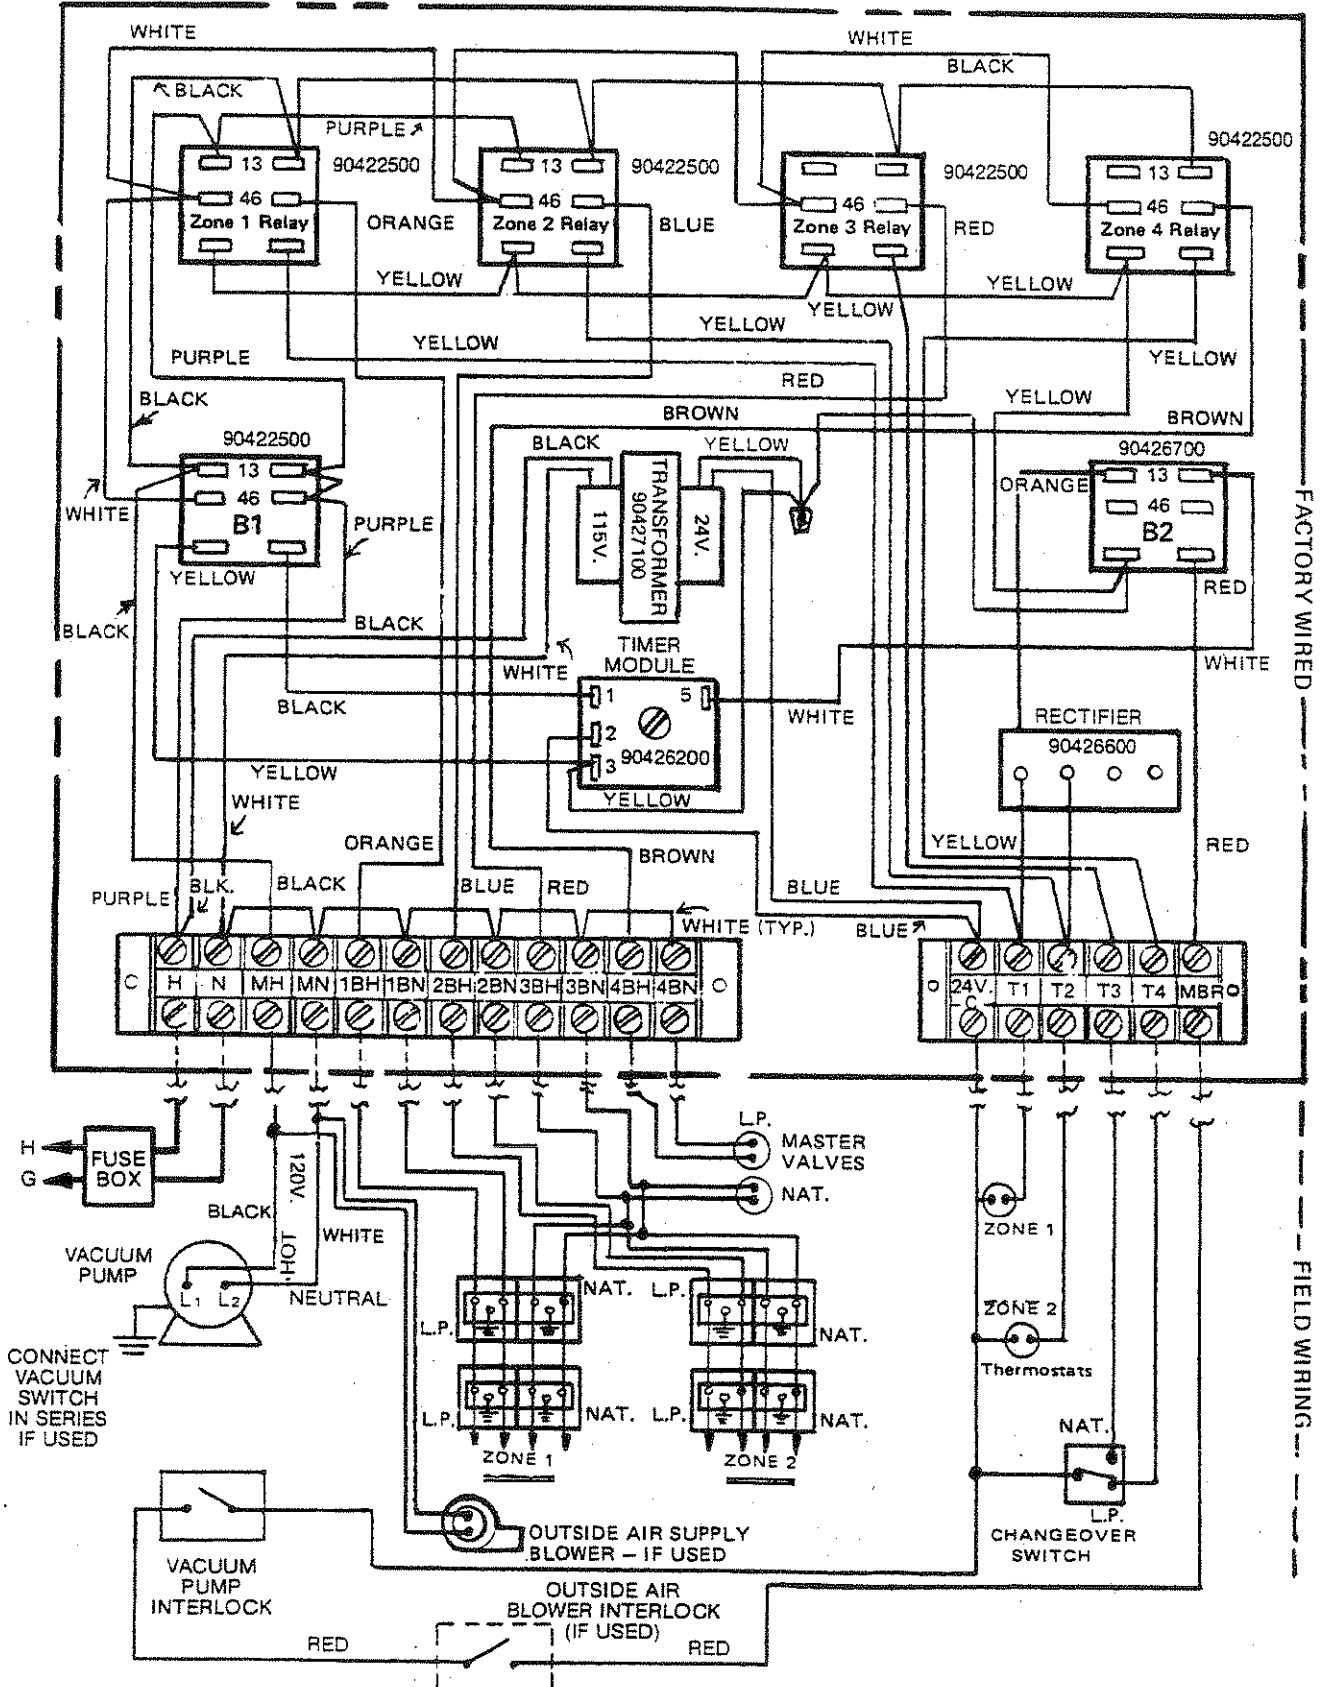 WHITE
WHITE
BLACK
BLACK
PURPLE
90422500
13
90422500
13
90422500
90422500
13
46
Zone 1 Relay
ORANGE
46
Zone 2 Relay
BLUE
46
Zone 3 Relay
RED
46
Zone 4 Relay
YELLOW
YELLOW
YELLOW
YELLOW
YELLOW
YELLOW
PURPLE
RED
YELLOW
BLACK
BROWN
BROWN
90422500
BLACK
YELLOW
90426700
13
46
B1
WHITE
PURPLE
YELLOW
115V.
TRANSFORMER
90427100
24V.
ORANGE
13
46
B2
RED
FACTORY WIRED
BLACK
BLACK
WHITE
TIMER
MODULE
WHITE
BLACK
1
5
2
3
90426200
WHITE
RECTIFIER
90426600
YELLOW
YELLOW
WHITE
ORANGE
BROWN
YELLOW
RED
PURPLE
BLK.
BLACK
BLUE
RED
BLUE
WHITE (TYP.)
BLUE
C
H
N
MH
MN
1BH
1BN
2BH
2BN
3BH
3BN
4BH
4BN
O
24V.
C
T1
T2
T3
T4
MBR
L.P.
MASTER
VALVES
NAT.
H
G
FUSE
BOX
120V.
BLACK
HOT
WHITE
NEUTRAL
VACUUM
PUMP
L1
L2
ZONE 1
ZONE 2
Thermostats
FIELD WIRING
NAT.
L.P.
L.P.
NAT.
L.P.
NAT.
L.P.
NAT.
ZONE 1
ZONE 2
CONNECT
VACUUM
SWITCH
IN SERIES
IF USED
NAT.
L.P.
CHANGEOVER
SWITCH
OUTSIDE AIR SUPPLY
BLOWER – IF USED
VACUUM
PUMP
INTERLOCK
OUTSIDE AIR
BLOWER INTERLOCK
(IF USED)
RED
RED